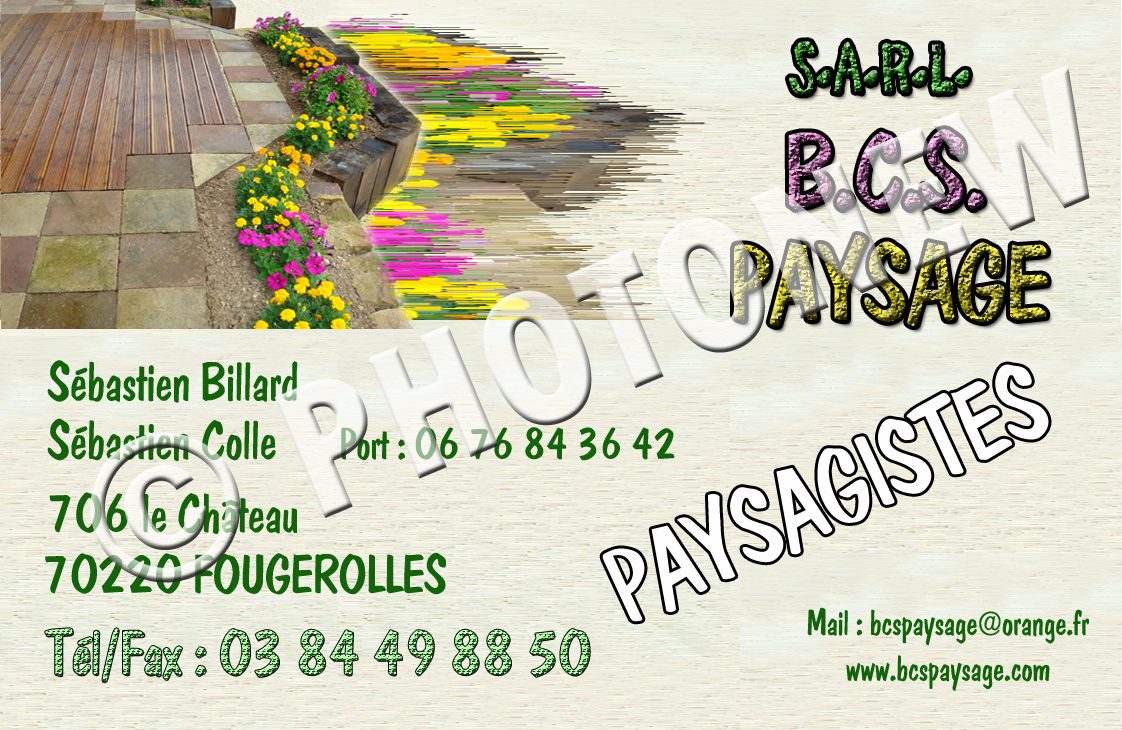 S.A.R.L.
B.C.S.
PAYSAGE
PAYSAGISTES
Sébastien Billard
Sébastien Colle Port : 06 76 84 36 42
706 le Château
70220 FOUGEROLLES
Tél/Fax : 03 84 49 88 50
Mail : bcspaysage@orange.fr
www.bcspaysage.com
© PHOTONEW